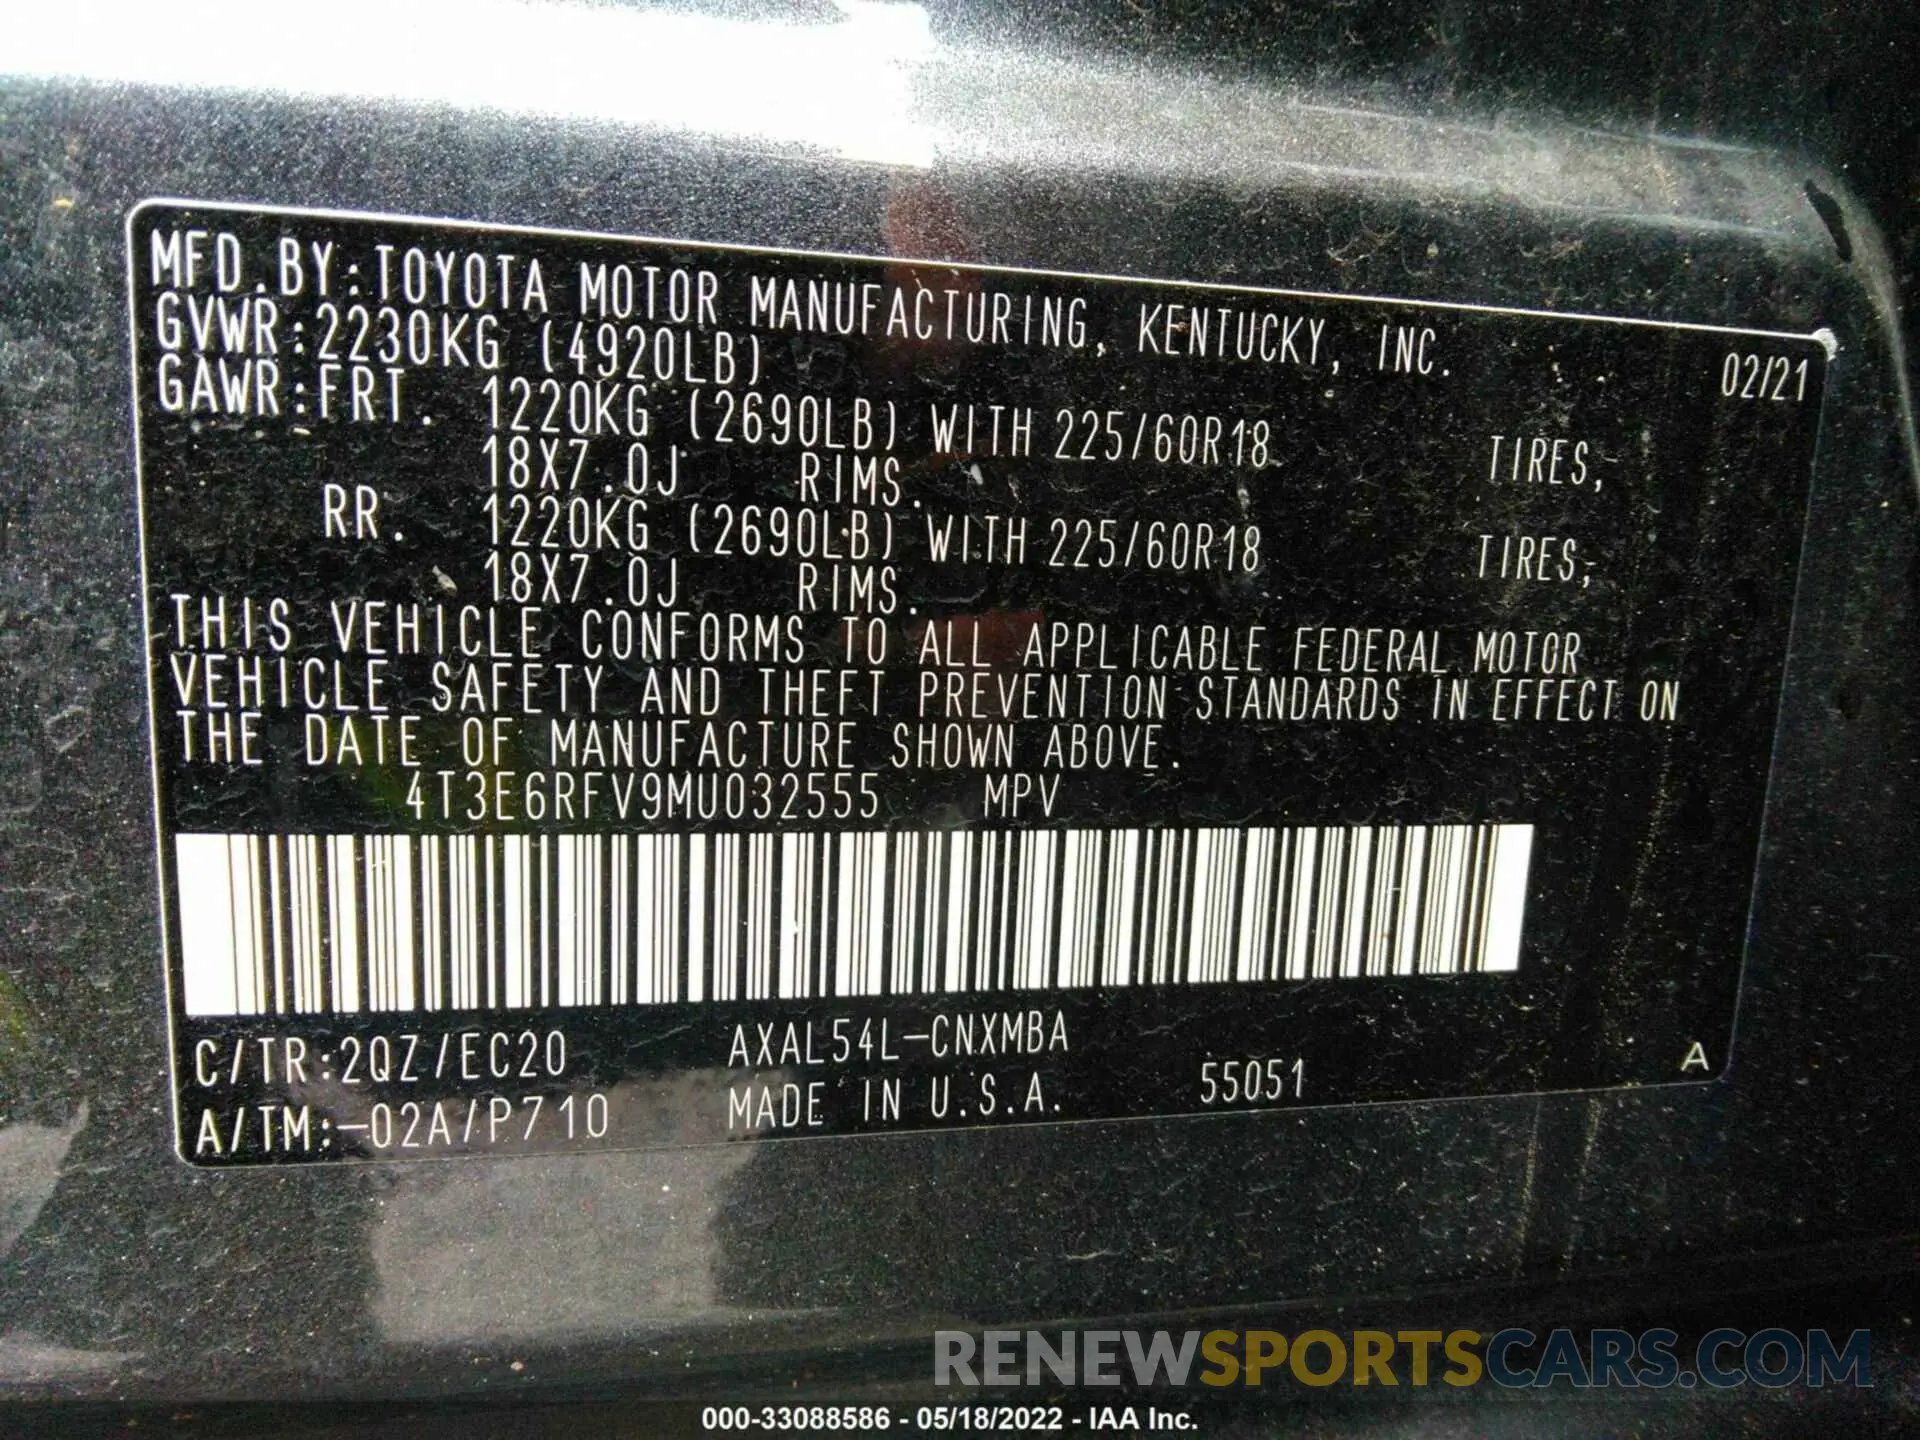 MFD.BY:TOYOTA MOTOR MANUFACTURING, KENTUCKY, INC. 02/21
GVWR:2230KG (4920LB)
GAWR:FRT. 1220KG (2690LB) WITH 225/60R18 TIRES,
18X7.0J RIMS.
RR. 1220KG (2690LB) WITH 225/60R18 TIRES,
18X7.0J RIMS.
THIS VEHICLE CONFORMS TO ALL APPLICABLE FEDERAL MOTOR
VEHICLE SAFETY AND THEFT PREVENTION STANDARDS IN EFFECT ON
THE DATE OF MANUFACTURE SHOWN ABOVE.
4T3E6RFV9MU032555 MPV
C/TR:2QZ/EC20 AXAL54L-CNXMBA
A/TM:-02A/P710 MADE IN U.S.A. 55051 A
RENEWSPORTSCARS.COM
000-33088586 - 05/18/2022 - IAA Inc.